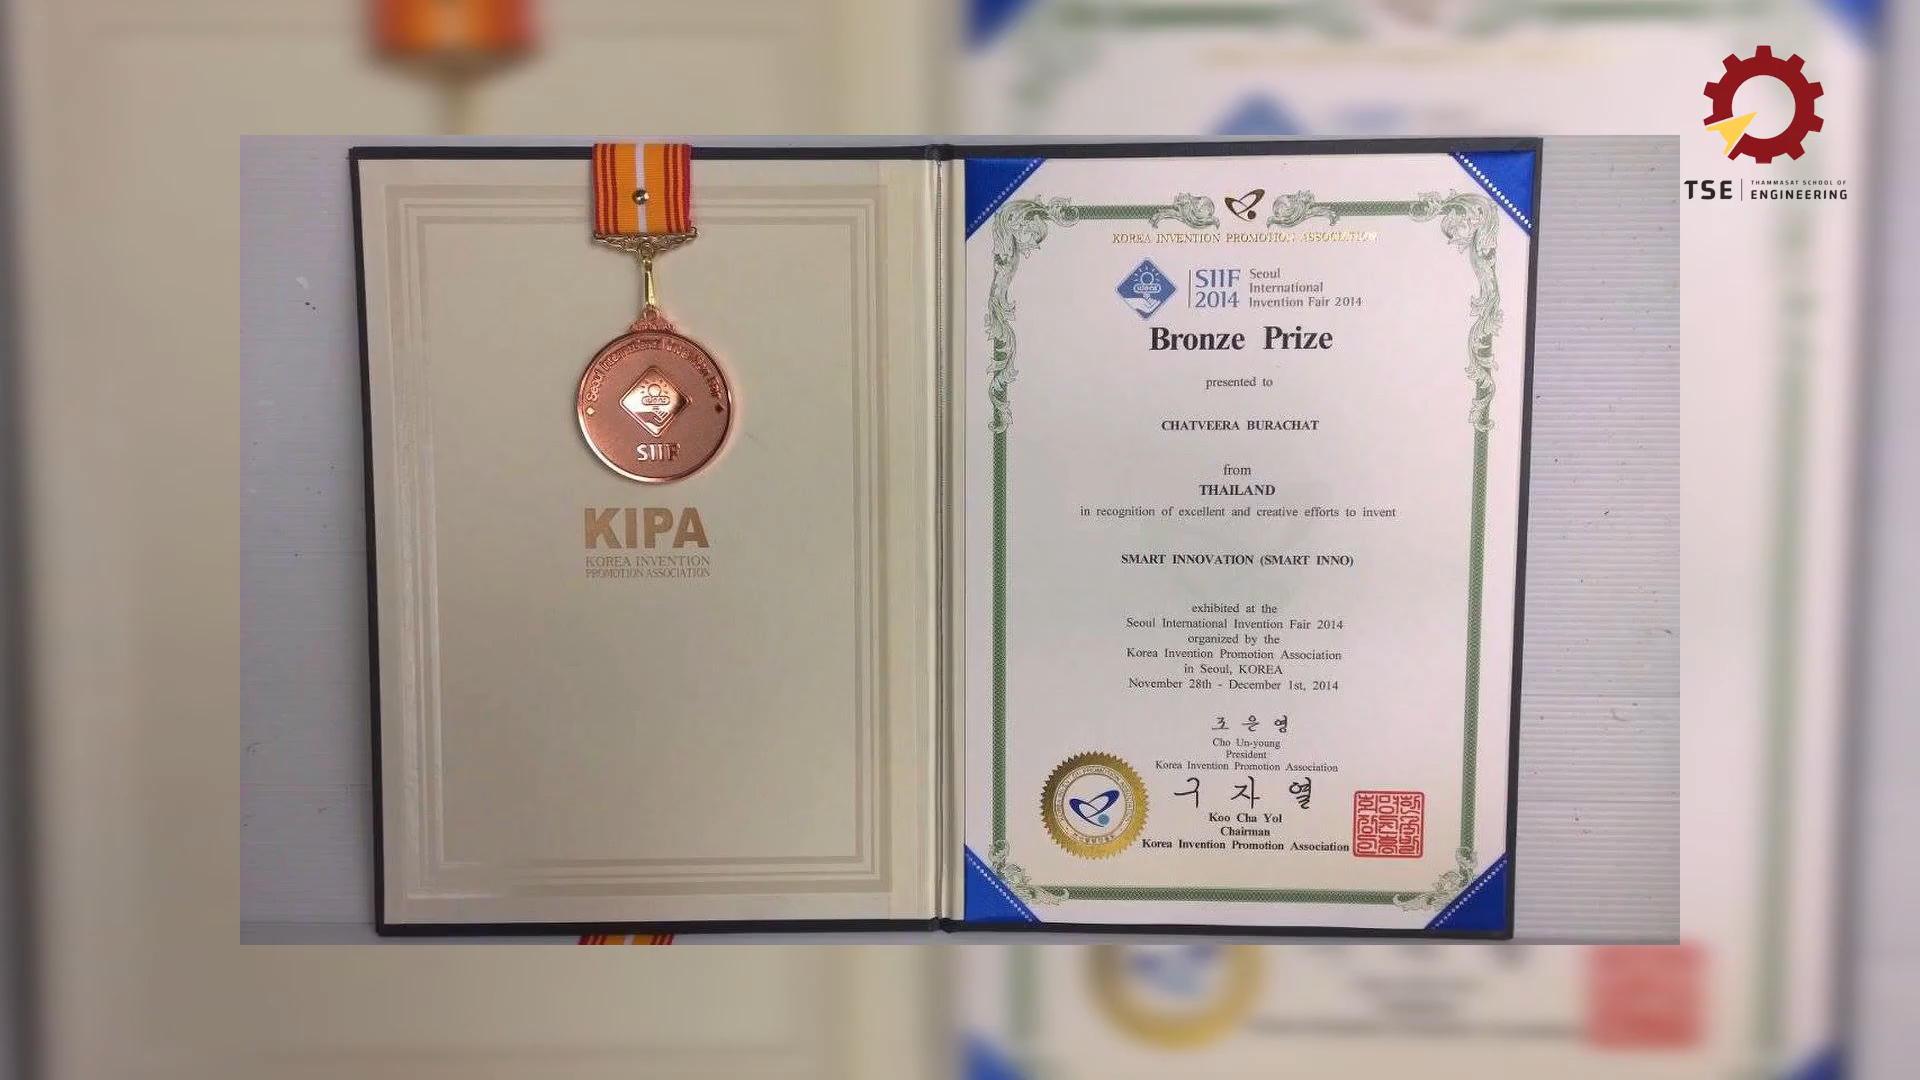 TSE
THAMMASAT SCHOOL OF
ENGINEERING
Seoul International Invention Fair
SIIF
KIPA
KOREA INVENTION
PROMOTION ASSOCIATION
KOREA INVENTION PROMOTION ASSOCIATION
SIIF
2014
Seoul
International
Invention Fair 2014
Bronze Prize
presented to
CHATVEERA BURACHAT
from
THAILAND
in recognition of excellent and creative efforts to invent
SMART INNOVATION (SMART INNO)
exhibited at the
Seoul International Invention Fair 2014
organized by the
Korea Invention Promotion Association
in Seoul, KOREA
November 28th - December 1st, 2014
조은영
Cho Un-young
President
Korea Invention Promotion Association
구자열
Koo Cha Yol
Chairman
Korea Invention Promotion Association